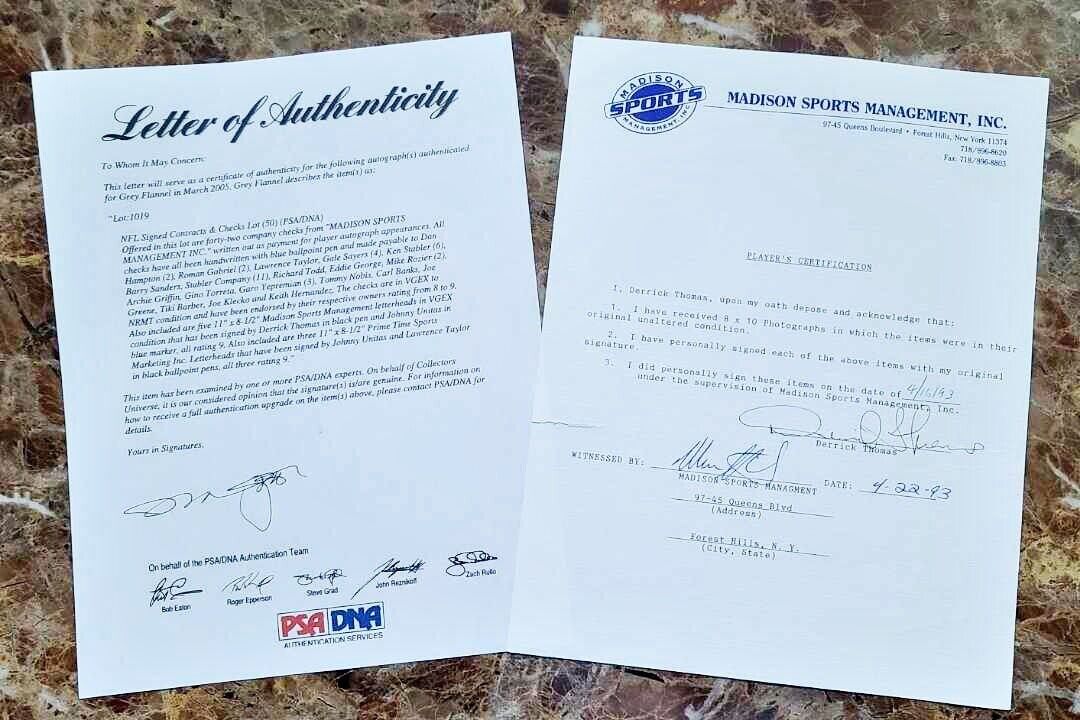 Letter of Authenticity
To Whom It May Concern:
This letter will serve as a certificate of authenticity for the following autograph(s) authenticated
for Grey Flannel in March 2005. Grey Flannel describes the item(s) as:
"Lot:1019
NFL Signed Contracts & Checks Lot (50) (PSA/DNA)
Offered in this lot are forty-two company checks from "MADISON SPORTS
MANAGEMENT INC." written out as payment for player autograph appearances. All
checks have all been handwritten with blue ballpoint pen and made payable to Dan
Hampton (2), Roman Gabriel (2), Lawrence Taylor, Gale Sayers (4), Ken Stabler (6),
Barry Sanders, Stabler Company (11), Richard Todd, Eddie George, Mike Rozier (2),
Archie Griffin, Gino Torreta, Garo Yepremian (3), Tommy Nobis, Carl Banks, Joe
Greene, Tiki Barber, Joe Klecko and Keith Hernandez. The checks are in VGEX to
NRMT condition and have been endorsed by their respective owners rating from 8 to 9.
Also included are five 11" x 8-1/2" Madison Sports Management letterheads in VGEX
condition that has been signed by Derrick Thomas in black pen and Johnny Unitas in
blue marker, all rating 9. Also included are three 11" x 8-1/2" Prime Time Sports
Marketing Inc. Letterheads that have been signed by Johnny Unitas and Lawrence Taylor
in black ballpoint pens, all three rating 9."
This item has been examined by one or more PSA/DNA experts. On behalf of Collectors
Universe, it is our considered opinion that the signature(s) is/are genuine. For information on
how to receive a full authentication upgrade on the item(s) above, please contact PSA/DNA for
details.
Yours in Signatures,
On behalf of the PSA/DNA Authentication Team
Bob Eaton
Roger Epperson
Steve Grad
John Reznikoff
Zach Rullo
PSA DNA
AUTHENTICATION SERVICES
MADISON
SPORTS
MANAGEMENT, INC.
MADISON SPORTS MANAGEMENT, INC.
97-45 Queens Boulevard • Forest Hills, New York 11374
718/896-8620
Fax: 718/896-8803
PLAYER'S CERTIFICATION
I, Derrick Thomas, upon my oath depose and acknowledge that:
1. I have received 8 x 10 Photographs in which the items were in their
original unaltered condition.
2. I have personally signed each of the above items with my original
signature.
3. I did personally sign these items on the date of 4/16/93
under the supervision of Madison Sports Management, Inc.
Derrick Thomas
WITNESSED BY:
MADISON SPORTS MANAGMENT
DATE: 4-22-93
97-45 Queens Blvd
(Address)
Forest Hills, N. Y.
(City, State)